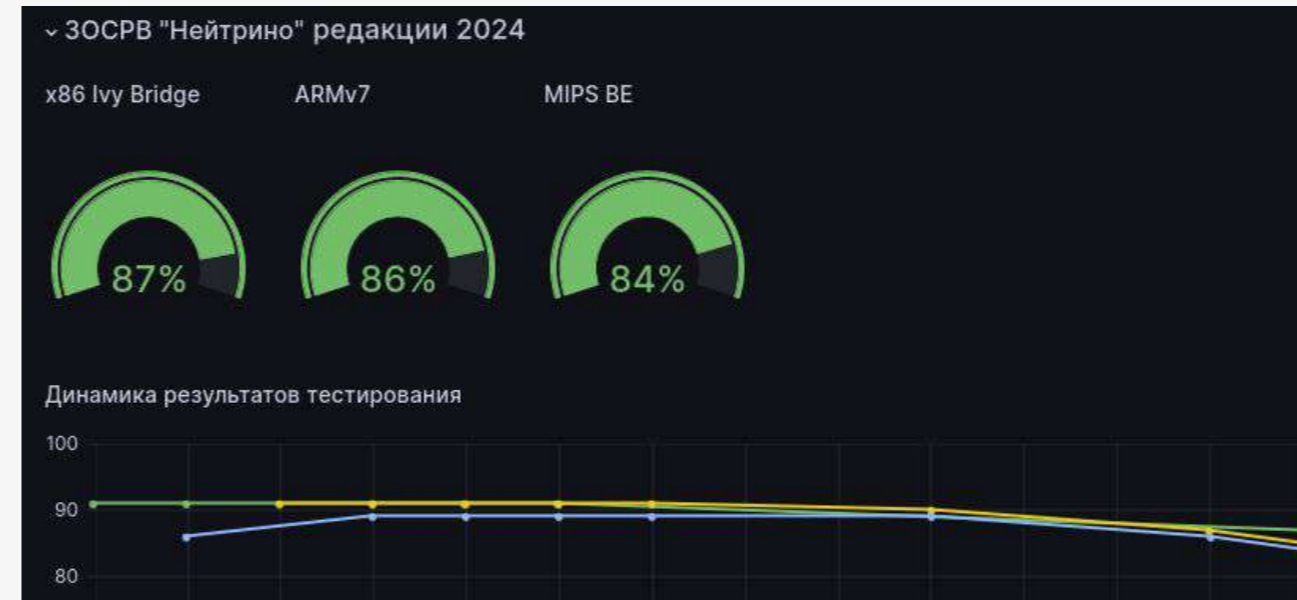 ЗОСРВ "Нейтрино" редакции 2024
x86 Ivy Bridge ARMv7 MIPS BE
87% 86% 84%
Динамика результатов тестирования
100
90
80